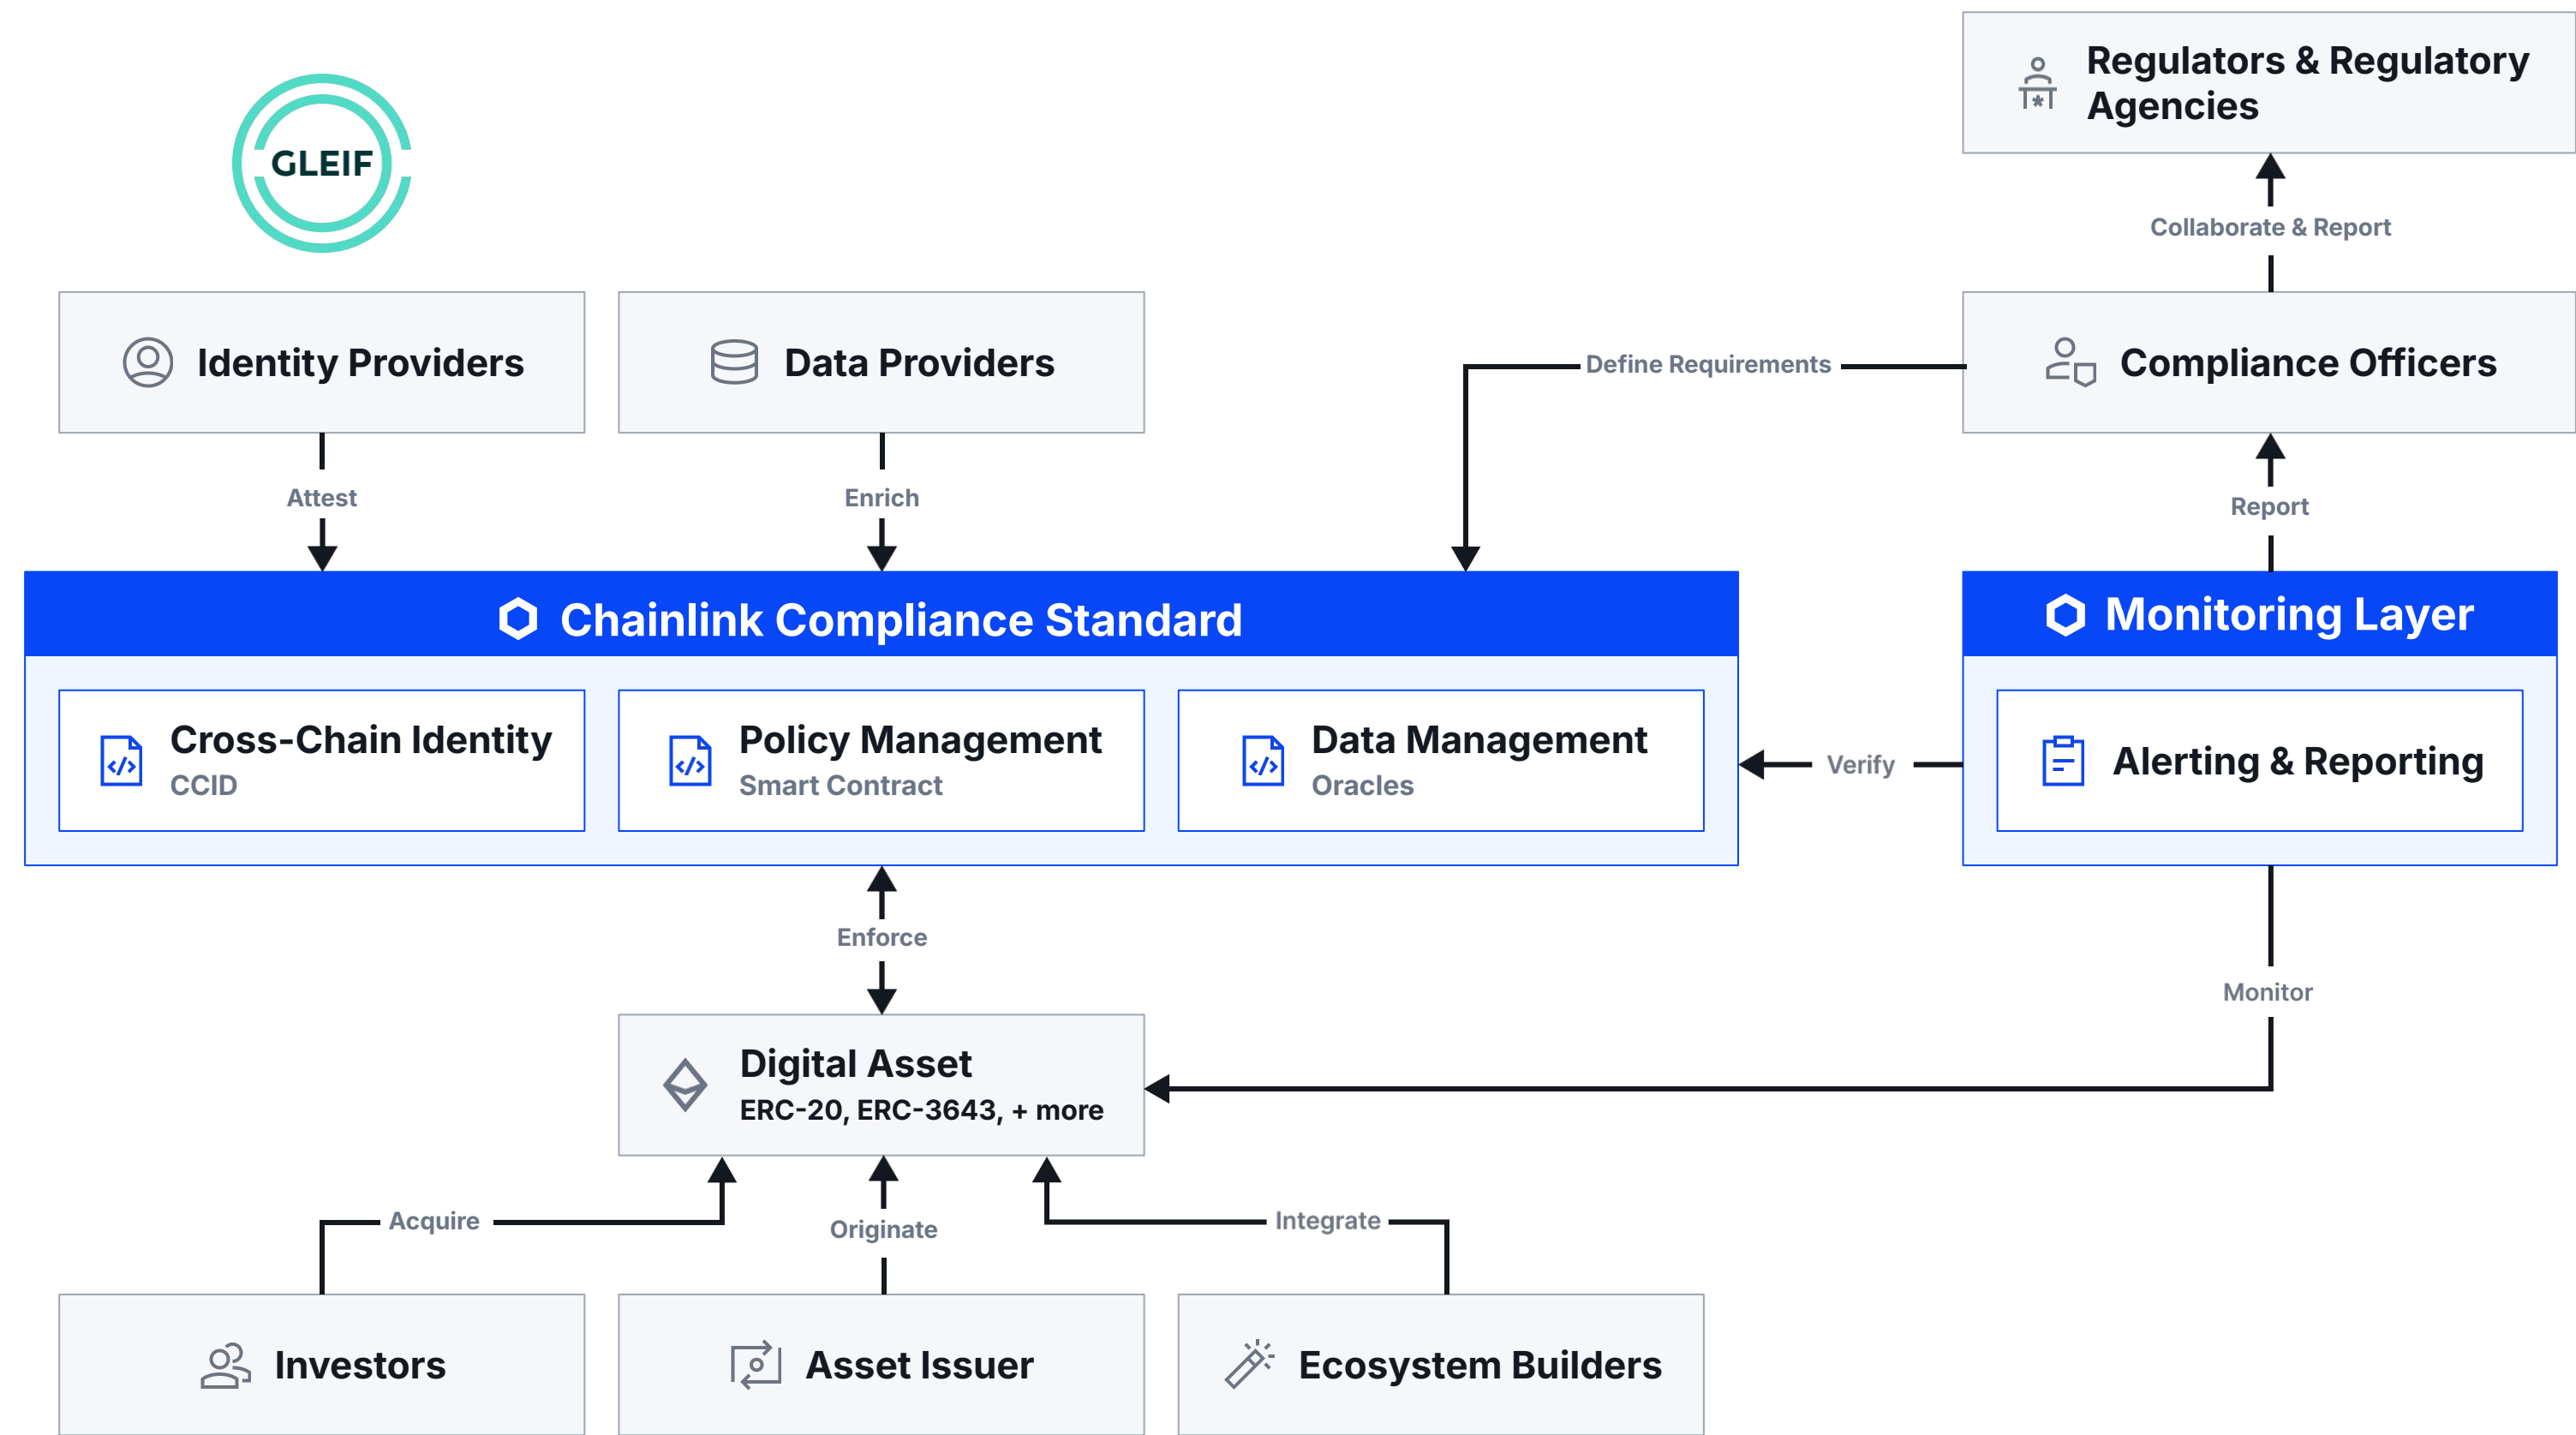 Regulators & Regulatory
Agencies
GLEIF
Collaborate & Report
Identity Providers
Data Providers
Define Requirements
Compliance Officers
Attest
Enrich
Report
Chainlink Compliance Standard
Monitoring Layer
Cross-Chain Identity
CCID
Policy Management
Smart Contract
Data Management
Oracles
Verify
Alerting & Reporting
Enforce
Monitor
Digital Asset
ERC-20, ERC-3643, + more
Acquire
Originate
Integrate
Investors
Asset Issuer
Ecosystem Builders